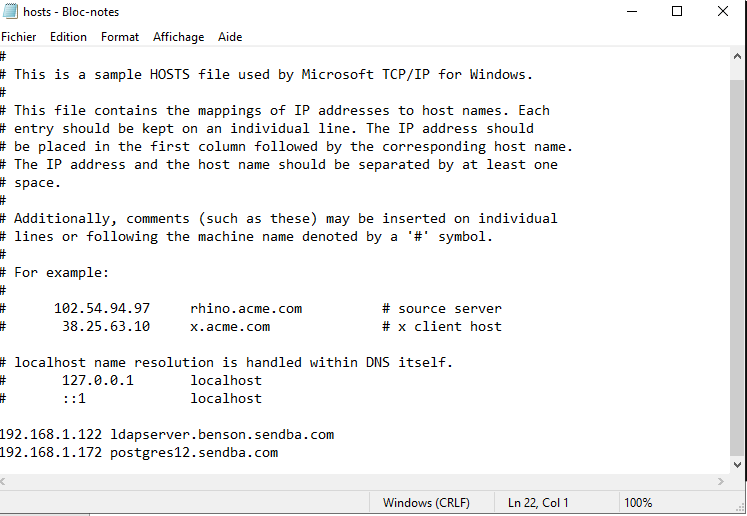 hosts - Bloc-notes
Fichier Edition Format Affichage Aide
#
# This is a sample HOSTS file used by Microsoft TCP/IP for Windows.
#
# This file contains the mappings of IP addresses to host names. Each
# entry should be kept on an individual line. The IP address should
# be placed in the first column followed by the corresponding host name.
# The IP address and the host name should be separated by at least one
# space.
#
# Additionally, comments (such as these) may be inserted on individual
# lines or following the machine name denoted by a '#' symbol.
#
# For example:
#
#      102.54.94.97     rhino.acme.com          # source server
#       38.25.63.10     x.acme.com              # x client host

# localhost name resolution is handled within DNS itself.
#       127.0.0.1       localhost
#       ::1             localhost

192.168.1.122 ldapserver.benson.sendba.com
192.168.1.172 postgres12.sendba.com
Windows (CRLF) Ln 22, Col 1 100%